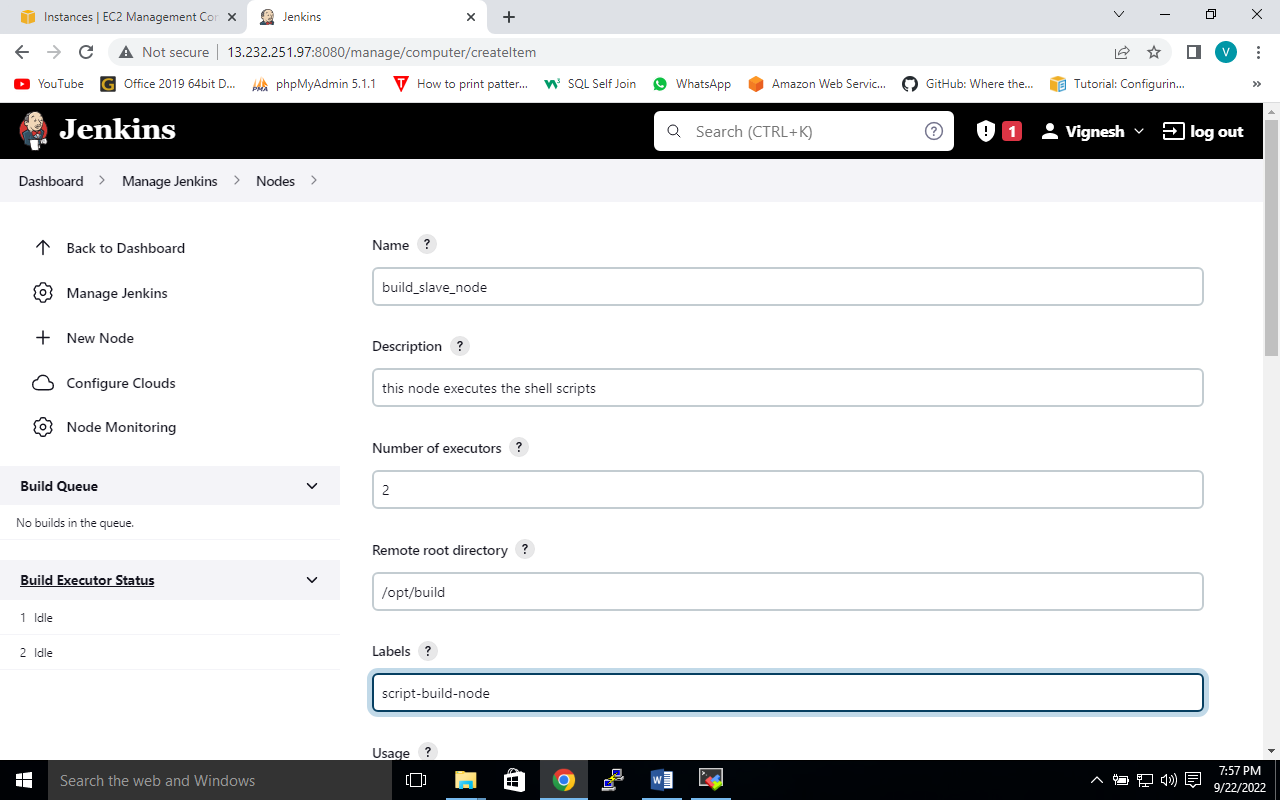 Instances | EC2 Management Con
Jenkins
Not secure 13.232.251.97:8080/manage/computer/createItem
V
YouTube
Office 2019 64bit D...
phpMyAdmin 5.1.1
How to print patter...
SQL Self Join
WhatsApp
Amazon Web Servic...
GitHub: Where the...
Tutorial: Configurin...
Jenkins
Search (CTRL+K)
1
Vignesh
log out
Dashboard
Manage Jenkins
Nodes
Back to Dashboard
Manage Jenkins
New Node
Configure Clouds
Node Monitoring
Build Queue
No builds in the queue.
Build Executor Status
1 Idle
2 Idle
Name ?
build_slave_node
Description ?
this node executes the shell scripts
Number of executors ?
2
Remote root directory ?
/opt/build
Labels ?
script-build-node
Usage ?
Search the web and Windows
7:57 PM
9/22/2022